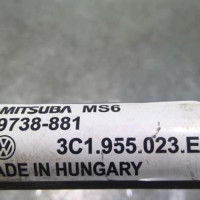 MITSUBA MS6
9738-881
3C1.955.023.E
ADE IN HUNGARY